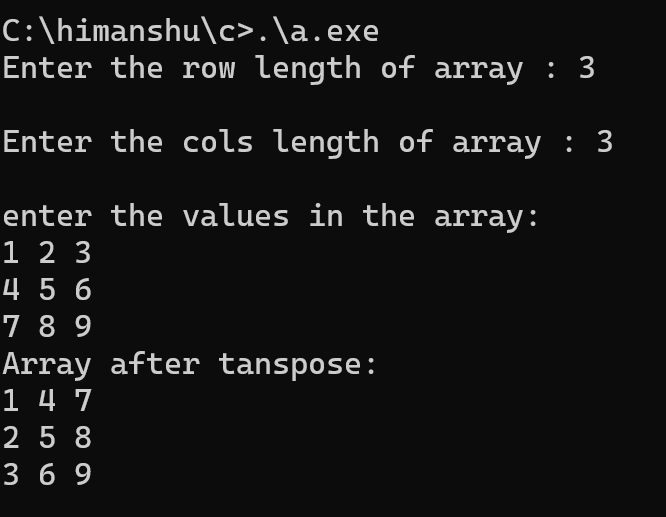 C:\himanshu\c>.\a.exe
Enter the row length of array : 3
Enter the cols length of array : 3
enter the values in the array:
1 2 3
4 5 6
7 8 9
Array after tanspose:
1 4 7
2 5 8
3 6 9